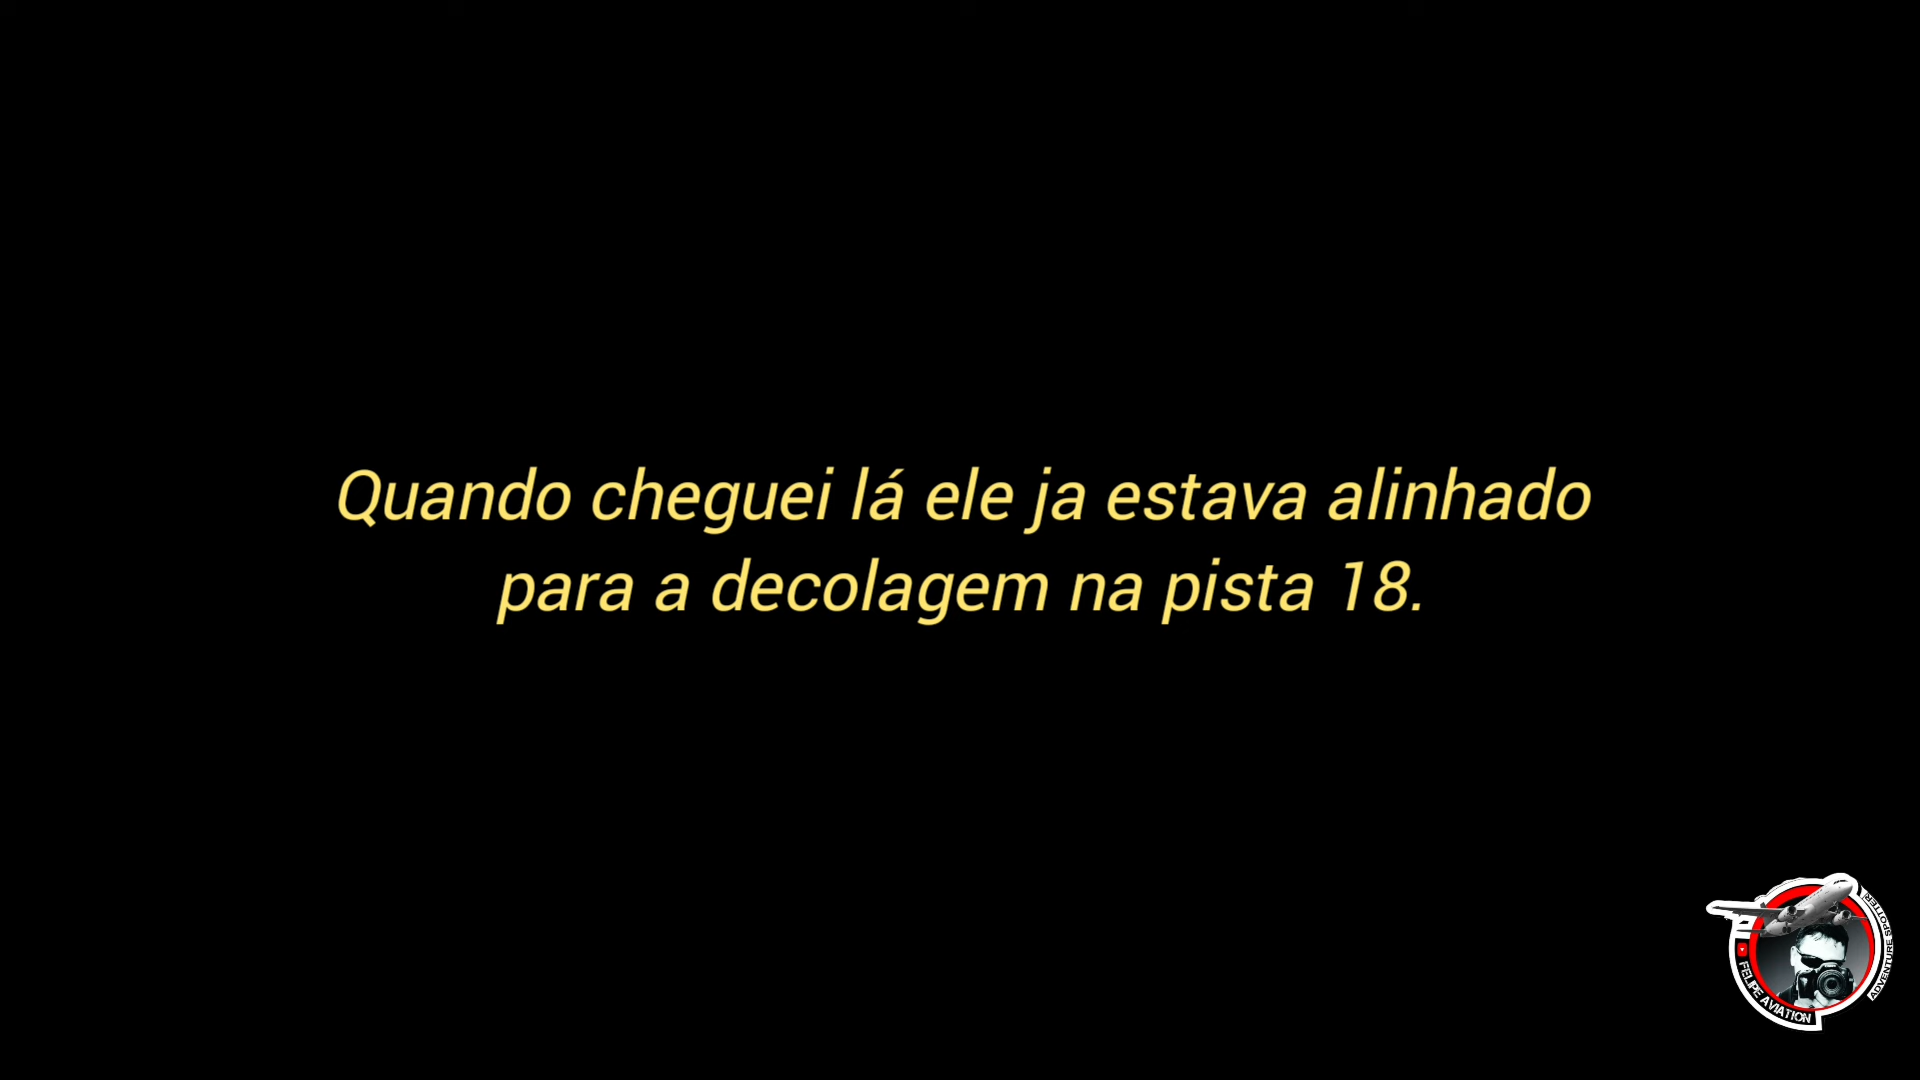 Quando cheguei lá ele ja estava alinhado
para a decolagem na pista 18.
FELIPE AVIATION
ADVENTURE SPOTTER